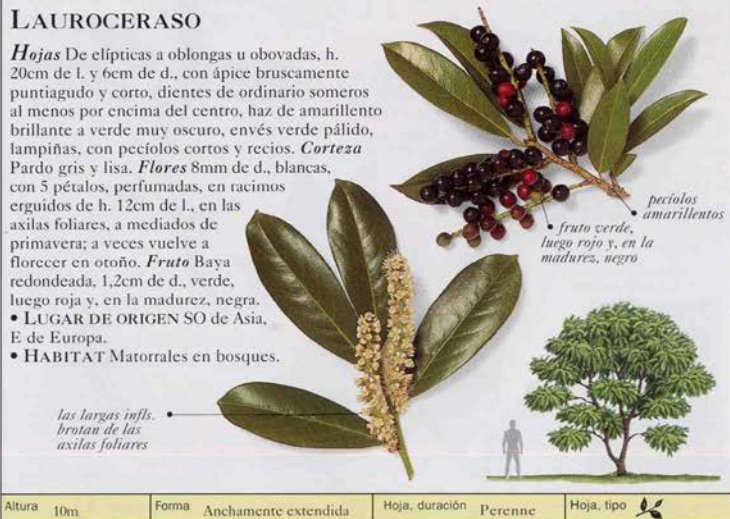 LAUROCERASO
Hojas De elípticas a oblongas u obovadas, h.
20cm de l. y 6cm de d., con ápice bruscamente
puntiagudo y corto, dientes de ordinario someros
al menos por encima del centro, haz de amarillento
brillante a verde muy oscuro, envés verde pálido,
lampiñas, con pecíolos cortos y recios. Corteza
Pardo gris y lisa. Flores 8mm de d., blancas,
con 5 pétalos, perfumadas, en racimos
erguidos de h. 12cm de l., en las
axilas foliares, a mediados de
primavera; a veces vuelve a
florecer en otoño. Fruto Baya
redondeada, 1,2cm de d., verde,
luego roja y, en la madurez, negra.
• LUGAR DE ORIGEN SO de Asia,
E de Europa.
• HABITAT Matorrales en bosques.
pecíolos
amarillentos
fruto verde,
luego rojo y, en la
madurez, negro
las largas infls.
brotan de las
axilas foliares
Altura 10m Forma Anchamente extendida Hoja, duración Perenne Hoja, tipo